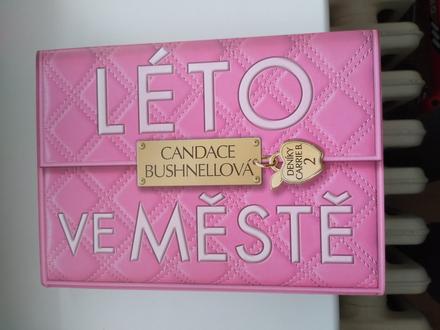 LÉTO
CANDACE
BUSHNELLOVÁ
DENÍKY
CARRIE B.
2
VE MĚSTĚ